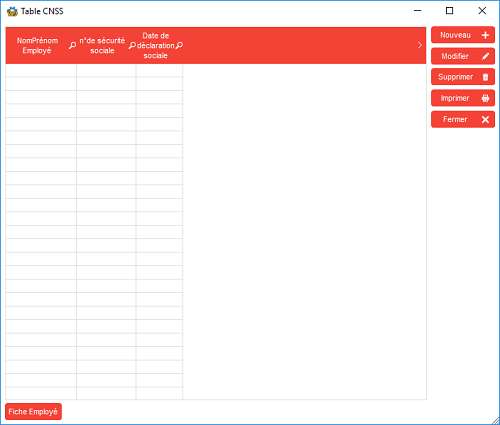 Table CNSS
NomPrénom
Employé
n°de sécurité
sociale
Date de
déclaration
sociale
Nouveau
Modifier
Supprimer
Imprimer
Fermer
Fiche Employé